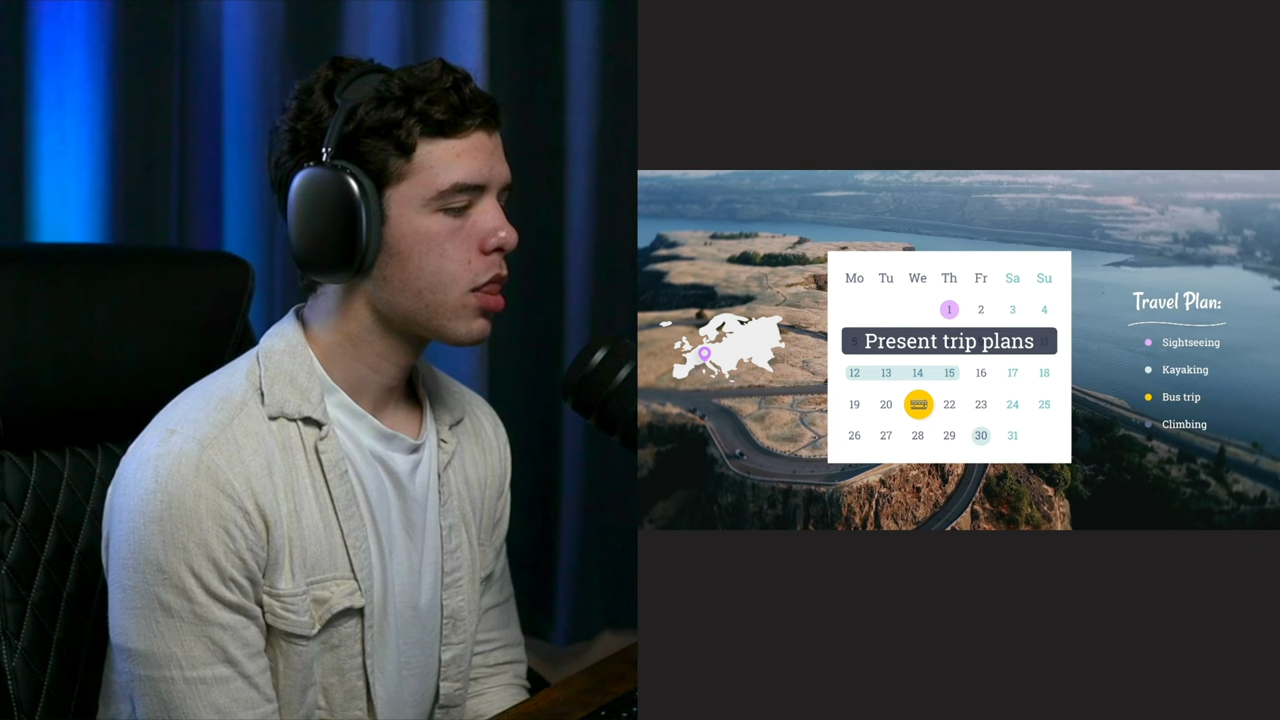 Mo Tu We Th Fr Sa Su
1 2 3 4
5 Present trip plans 11
12 13 14 15 16 17 18
19 20 22 23 24 25
26 27 28 29 30 31
Travel Plan:
Sightseeing
Kayaking
Bus trip
Climbing